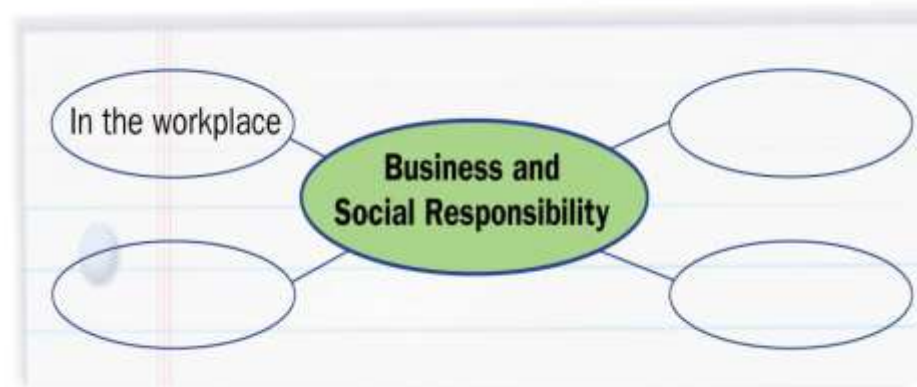 In the workplace
Business and
Social Responsibility